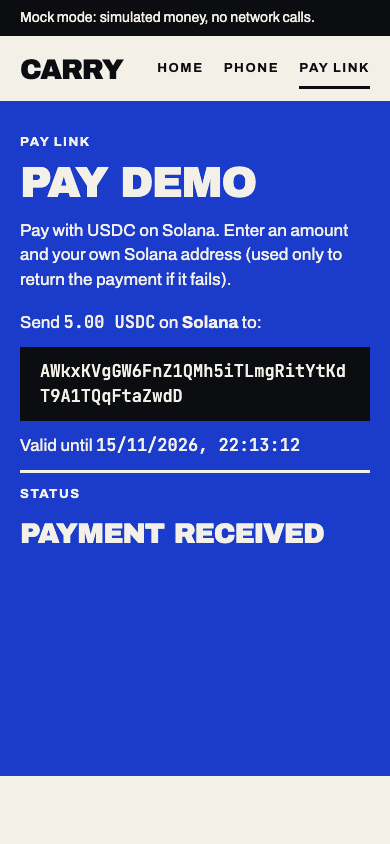 Mock mode: simulated money, no network calls.
CARRY
HOME PHONE PAY LINK
PAY LINK
PAY DEMO
Pay with USDC on Solana. Enter an amount
and your own Solana address (used only to
return the payment if it fails).
Send 5.00 USDC on Solana to:
AWkxKVgGW6FnZ1QMh5iTLmgRitYtKd
T9A1TQqFtaZwdD
Valid until 15/11/2026, 22:13:12
STATUS
PAYMENT RECEIVED